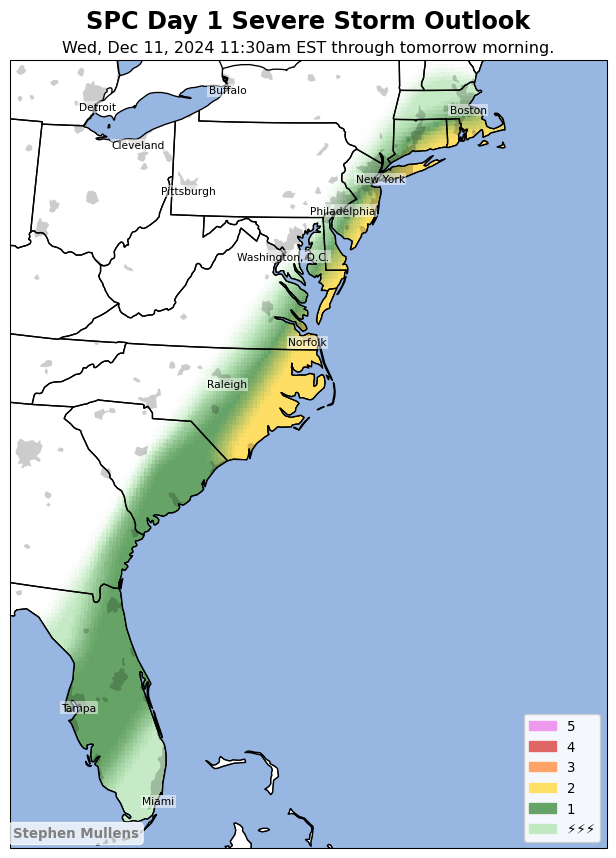 SPC Day 1 Severe Storm Outlook
Wed, Dec 11, 2024 11:30am EST through tomorrow morning.
Buffalo
Detroit
Boston
Cleveland
New York
Pittsburgh
Philadelphia
Washington, D.C.
Norfolk
Raleigh
Tampa
Miami
5
4
3
2
1
⚡⚡⚡
Stephen Mullens